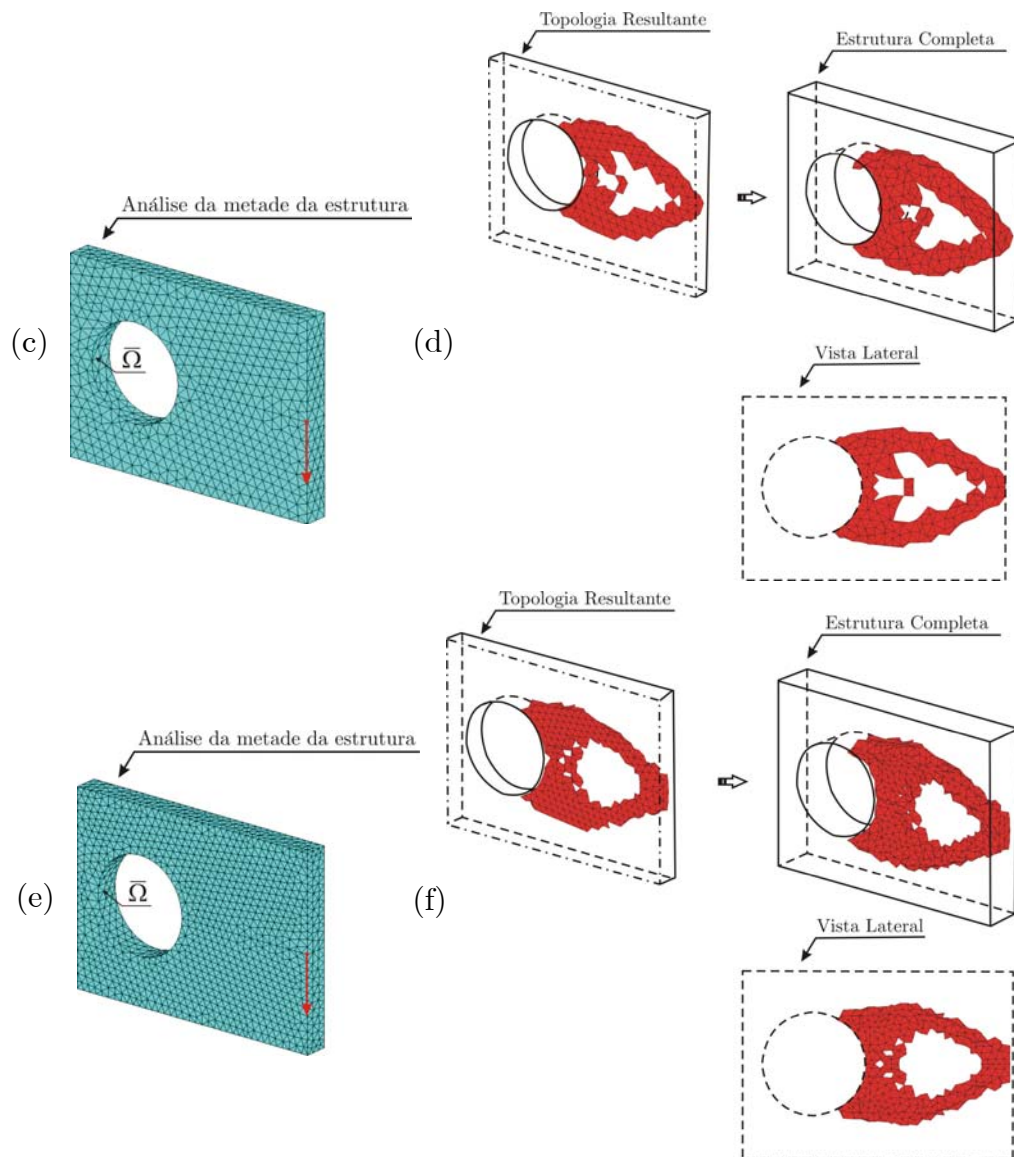 Topologia Resultante
Estrutura Completa
Análise da metade da estrutura
(c)
Ω̅
(d)
Vista Lateral
Topologia Resultante
Estrutura Completa
Análise da metade da estrutura
(e)
Ω̅
(f)
Vista Lateral